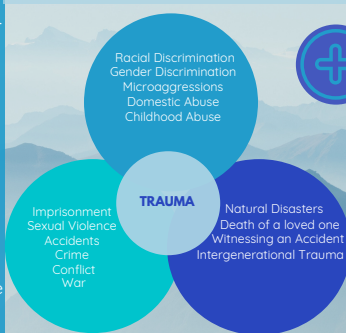 Racial Discrimination
Gender Discrimination
Microaggressions
Domestic Abuse
Childhood Abuse
TRAUMA
Imprisonment
Sexual Violence
Accidents
Crime
Conflict
War
Natural Disasters
Death of a loved one
Witnessing an Accident
Intergenerational Trauma